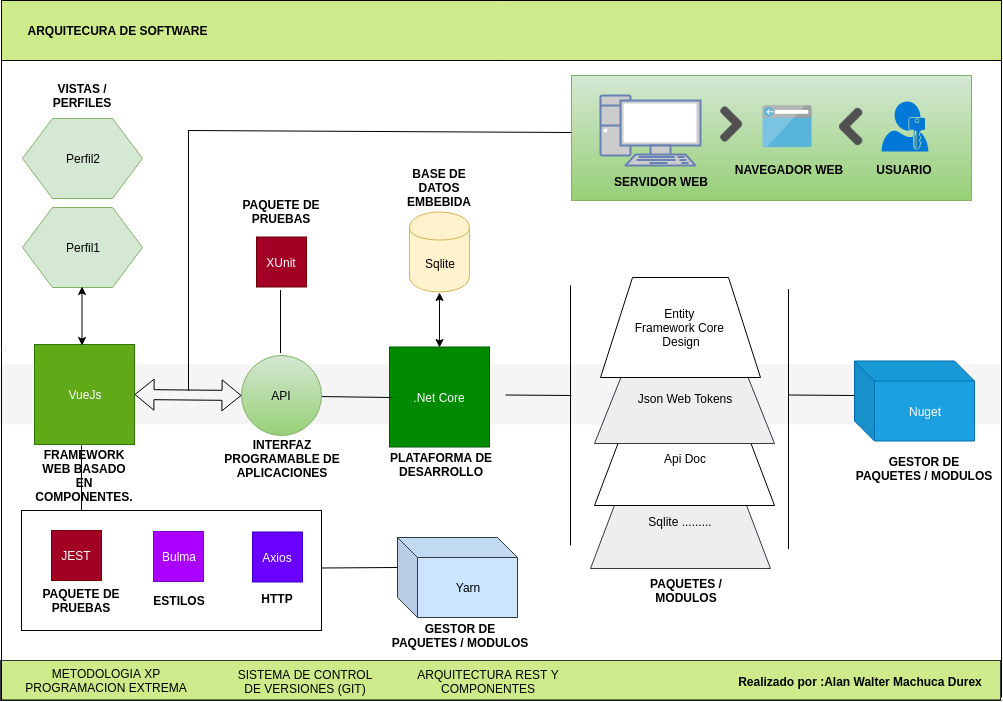 ARQUITECURA DE SOFTWARE
VISTAS /
PERFILES
Perfil2
Perfil1
SERVIDOR WEB
NAVEGADOR WEB
USUARIO
PAQUETE DE
PRUEBAS
XUnit
BASE DE
DATOS
EMBEBIDA
Sqlite
VueJs
FRAMEWORK
WEB BASADO
EN
COMPONENTES.
API
INTERFAZ
PROGRAMABLE DE
APLICACIONES
.Net Core
PLATAFORMA DE
DESARROLLO
Entity
Framework Core
Design
Json Web Tokens
Api Doc
Sqlite .........
PAQUETES /
MODULOS
Nuget
GESTOR DE
PAQUETES / MODULOS
JEST
PAQUETE DE
PRUEBAS
Bulma
ESTILOS
Axios
HTTP
Yarn
GESTOR DE
PAQUETES / MODULOS
METODOLOGIA XP
PROGRAMACION EXTREMA
SISTEMA DE CONTROL
DE VERSIONES (GIT)
ARQUITECTURA REST Y
COMPONENTES
Realizado por :Alan Walter Machuca Durex